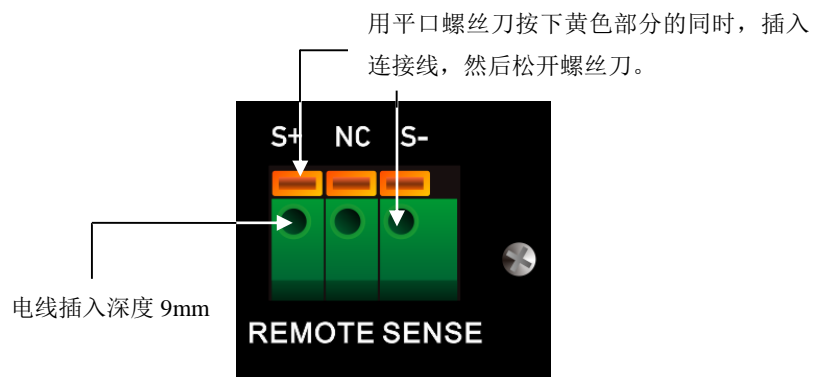 用平口螺丝刀按下黄色部分的同时，插入
连接线，然后松开螺丝刀。
S+ NC S-
电线插入深度 9mm
REMOTE SENSE